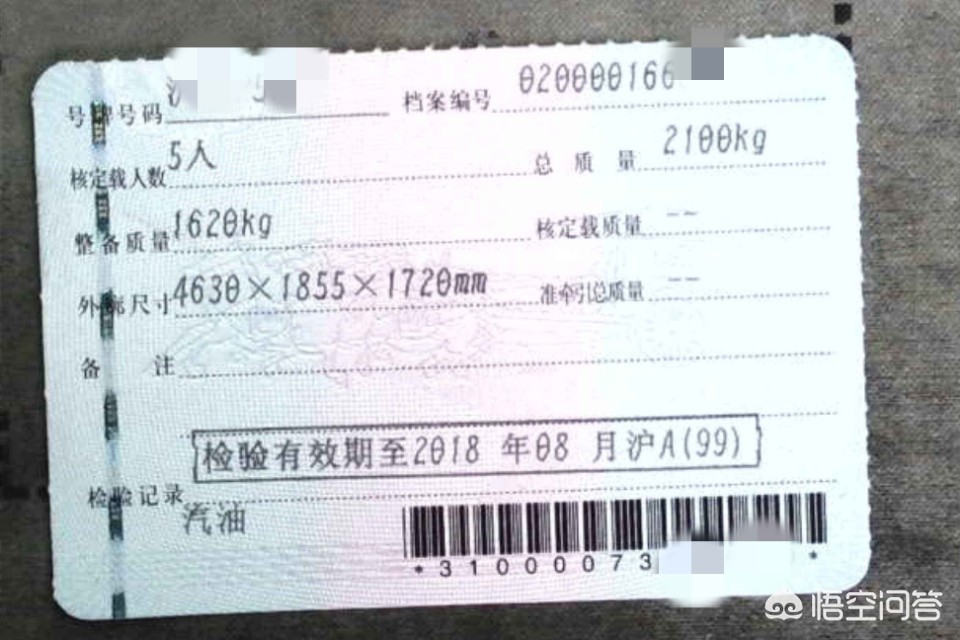 号牌号码 档案编号 020000166
核定载人数 5人 总质量 2100kg
整备质量 1620kg 核定载质量 --
外廓尺寸 4630×1855×1720mm 准牵引总质量 --
备注
检验有效期至2018年08月沪A(99)
检验记录
汽油
*31000073 *
悟空问答